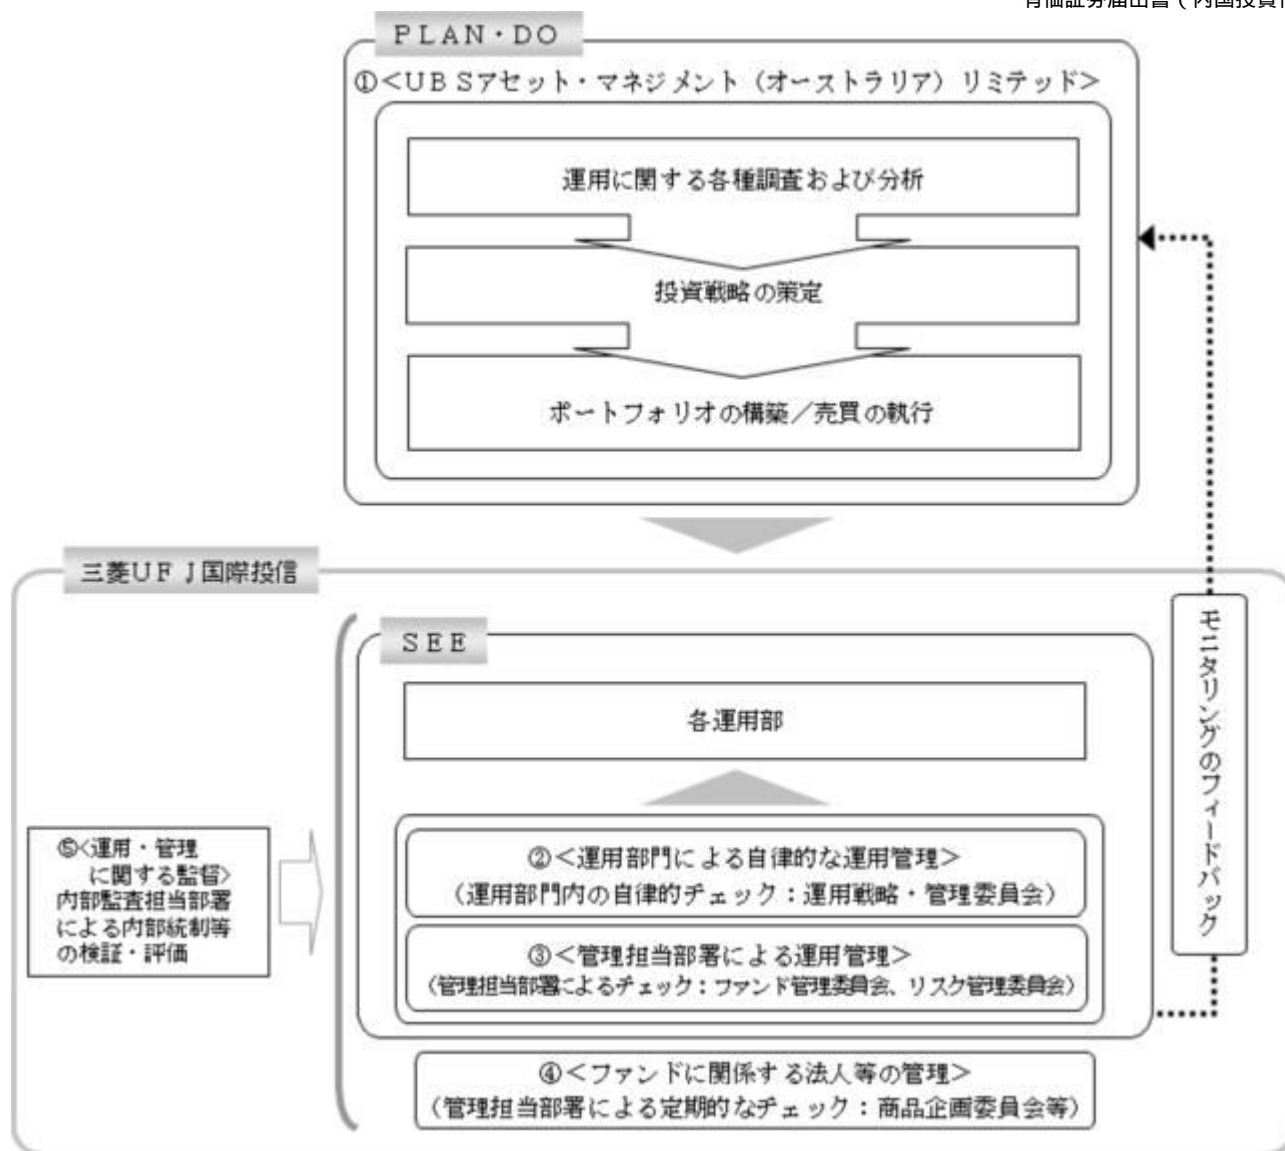 有価証券届出書（内国投資信
ＰＬＡＮ・ＤＯ
①＜ＵＢＳアセット・マネジメント（オーストラリア）リミテッド＞
運用に関する各種調査および分析
投資戦略の策定
ポートフォリオの構築／売買の執行
三菱ＵＦＪ国際投信
ＳＥＥ
各運用部
②＜運用部門による自律的な運用管理＞
（運用部門内の自律的チェック：運用戦略・管理委員会）
③＜管理担当部署による運用管理＞
（管理担当部署によるチェック：ファンド管理委員会、リスク管理委員会）
④＜ファンドに関係する法人等の管理＞
（管理担当部署による定期的なチェック：商品企画委員会等）
⑤＜運用・管理
に関する監督＞
内部監査担当部署
による内部統制等
の検証・評価
モニタリングのフィードバック